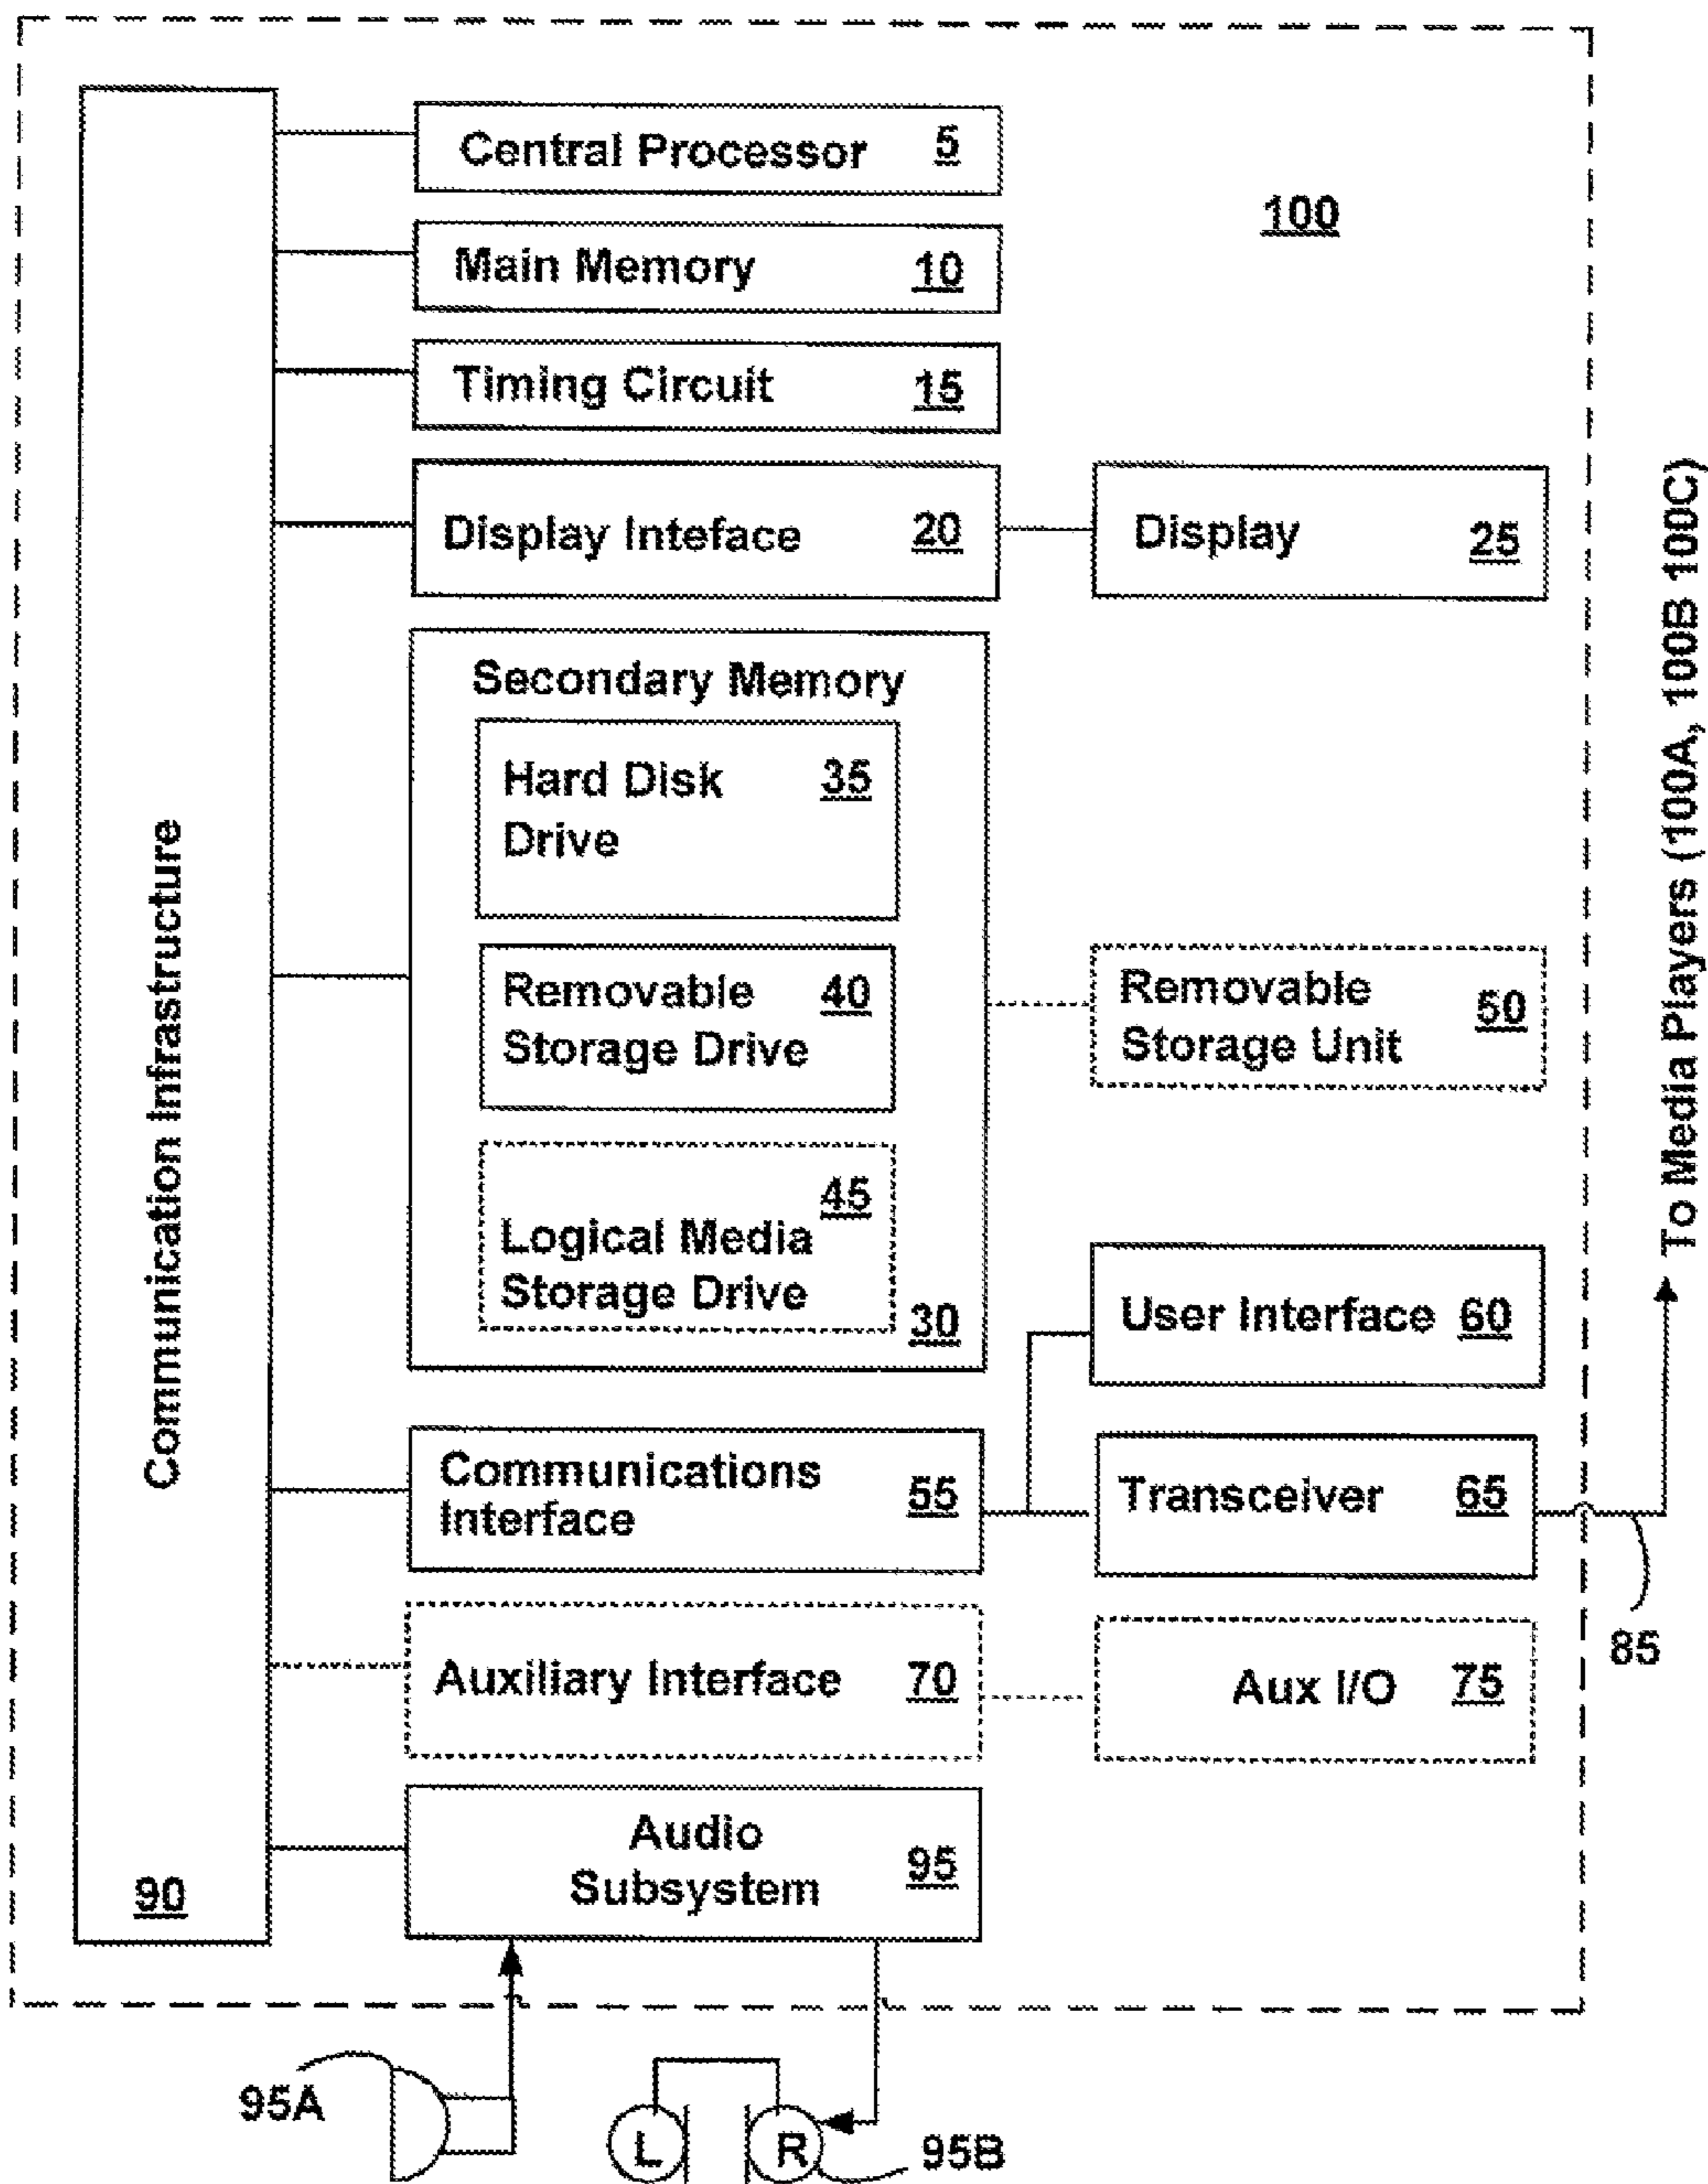 Central Processor 5
100
Main Memory 10
Timing Circuit 15
Display Inteface 20
Display 25
Secondary Memory
Hard Disk 35
Drive
Removable 40
Storage Drive
Removable 50
Storage Unit
45
Logical Media
Storage Drive
30
User Interface 60
Communications
Interface 55
Transceiver 65
85
Auxiliary Interface 70
Aux I/O 75
Audio
Subsystem 95
Communication Infrastructure
90
To Media Players (100A, 100B 100C)
95A
L
R
95B